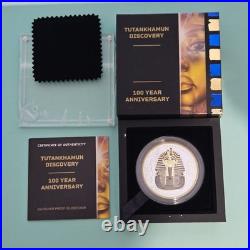 TUTANKHAMUN
DISCOVERY
100 YEAR
ANNIVERSARY
CERTIFICATE OF AUTHENTICITY
TUTANKHAMUN
DISCOVERY
100 YEAR
ANNIVERSARY